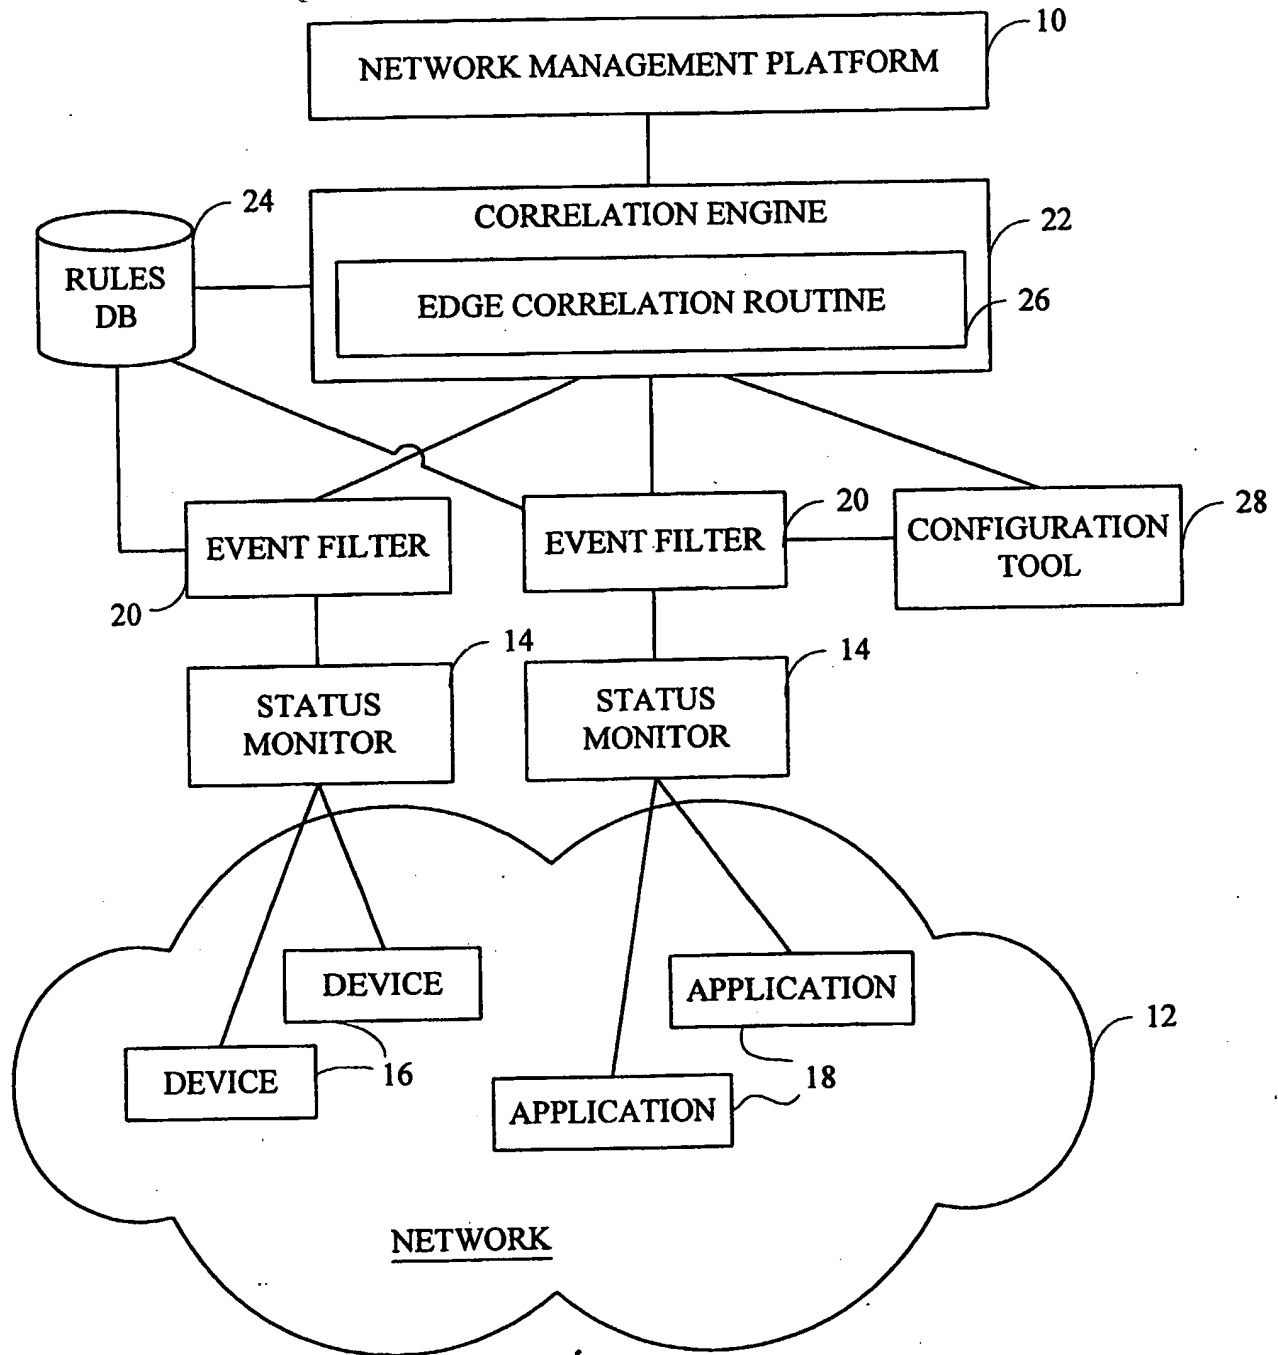 10
NETWORK MANAGEMENT PLATFORM
24
CORRELATION ENGINE
22
RULES
DB
EDGE CORRELATION ROUTINE
26
EVENT FILTER
20
EVENT FILTER
20
CONFIGURATION
TOOL
28
14
STATUS
MONITOR
14
STATUS
MONITOR
DEVICE
DEVICE
16
APPLICATION
APPLICATION
18
12
NETWORK